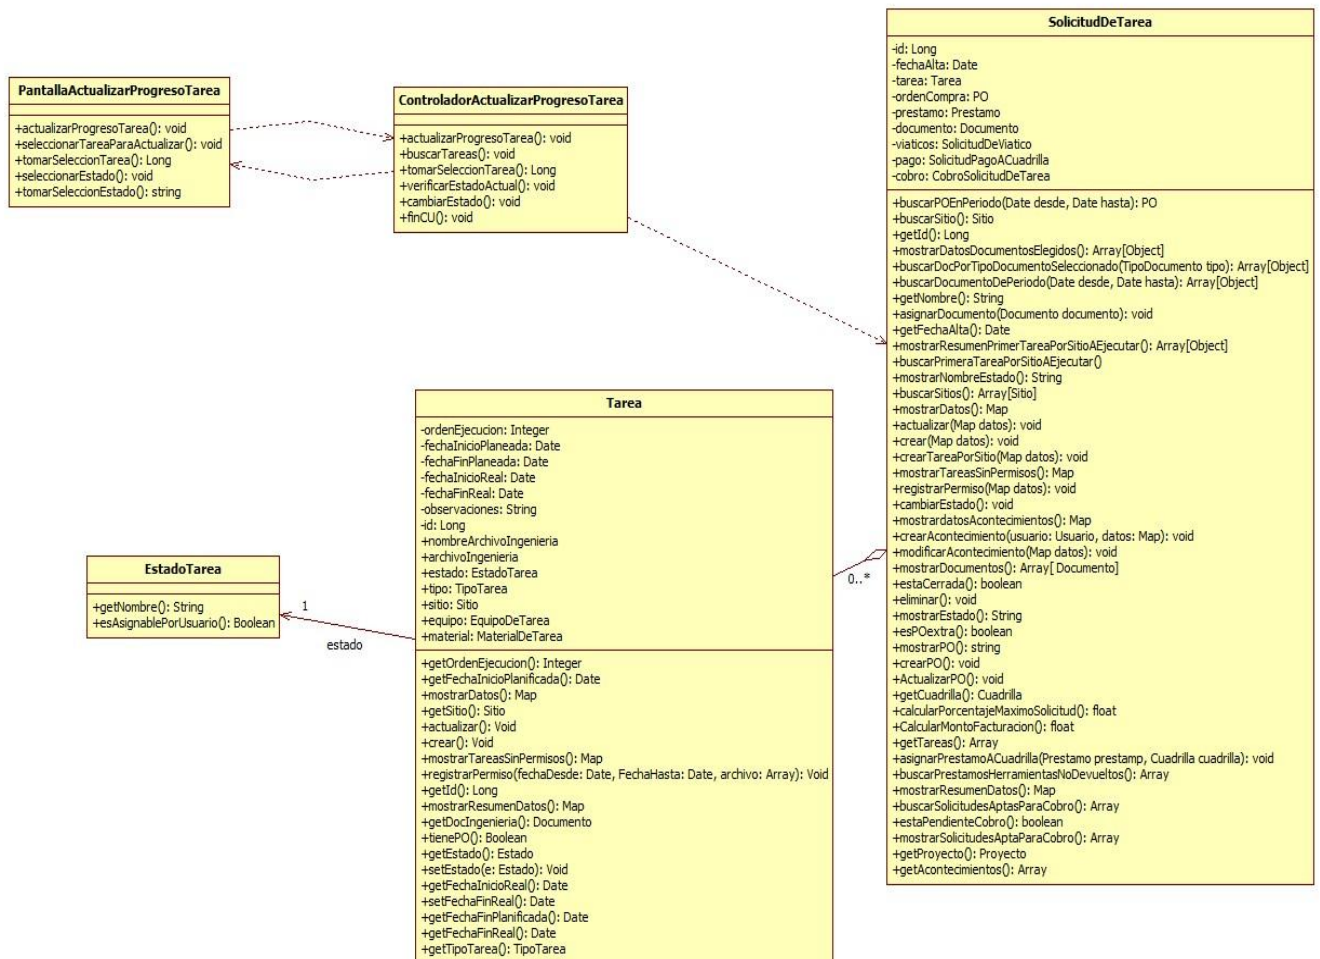 PantallaActualizarProgresoTarea
+actualizarProgresoTarea(): void
+seleccionarTareaParaActualizar(): void
+tomarSeleccionTarea(): Long
+seleccionarEstado(): void
+tomarSeleccionEstado(): string
ControladorActualizarProgresoTarea
+actualizarProgresoTarea(): void
+buscarTareas(): void
+tomarSeleccionTarea(): Long
+verificarEstadoActual(): void
+cambiarEstado(): void
+finCU(): void
SolicitudDeTarea
-id: Long
-fechaAlta: Date
-tarea: Tarea
-ordenCompra: PO
-prestamo: Prestamo
-documento: Documento
-viaticos: SolicitudDeViatico
-pago: SolicitudPagoACuadrilla
-cobro: CobroSolicitudDeTarea
+buscarPOEnPeriodo(Date desde, Date hasta): PO
+buscarSitio(): Sitio
+getId(): Long
+mostrarDatosDocumentosElegidos(): Array[Object]
+buscarDocPorTipoDocumentoSeleccionado(TipoDocumento tipo): Array[Object]
+buscarDocumentoDePeriodo(Date desde, Date hasta): Array[Object]
+getNombre(): String
+asignarDocumento(Documento documento): void
+getFechaAlta(): Date
+mostrarResumenPrimerTareaPorSitioAEjecutar(): Array[Object]
+buscarPrimeraTareaPorSitioAEjecutar()
+mostrarNombreEstado(): String
+buscarSitios(): Array[Sitio]
+mostrarDatos(): Map
+actualizar(Map datos): void
+crear(Map datos): void
+crearTareaPorSitio(Map datos): void
+mostrarTareasSinPermisos(): Map
+registrarPermiso(Map datos): void
+cambiarEstado(): void
+mostrardatosAcontecimientos(): Map
+crearAcontecimiento(usuario: Usuario, datos: Map): void
+modificarAcontecimiento(Map datos): void
+mostrarDocumentos(): Array[ Documento]
+estaCerrada(): boolean
+eliminar(): void
+mostrarEstado(): String
+esPOextra(): boolean
+mostrarPO(): string
+crearPO(): void
+ActualizarPO(): void
+getCuadrilla(): Cuadrilla
+calcularPorcentajeMaximoSolicitud(): float
+CalcularMontoFacturacion(): float
+getTareas(): Array
+asignarPrestamoACuadrilla(Prestamo prestamp, Cuadrilla cuadrilla): void
+buscarPrestamosHerramientasNoDevueltos(): Array
+mostrarResumenDatos(): Map
+buscarSolicitudesAptasParaCobro(): Array
+estaPendienteCobro(): boolean
+mostrarSolicitudesAptaParaCobro(): Array
+getProyecto(): Proyecto
+getAcontecimientos(): Array
0..*
Tarea
-ordenEjecucion: Integer
-fechaInicioPlaneada: Date
-fechaFinPlaneada: Date
-fechaInicioReal: Date
-fechaFinReal: Date
-observaciones: String
-id: Long
+nombreArchivoIngenieria
+archivoIngenieria
+estado: EstadoTarea
+tipo: TipoTarea
+sitio: Sitio
+equipo: EquipoDeTarea
+material: MaterialDeTarea
+getOrdenEjecucion(): Integer
+getFechaInicioPlanificada(): Date
+mostrarDatos(): Map
+getSitio(): Sitio
+actualizar(): Void
+crear(): Void
+mostrarTareasSinPermisos(): Map
+registrarPermiso(fechaDesde: Date, FechaHasta: Date, archivo: Array): Void
+getId(): Long
+mostrarResumenDatos(): Map
+getDocIngenieria(): Documento
+tienePO(): Boolean
+getEstado(): Estado
+setEstado(e: Estado): Void
+getFechaInicioReal(): Date
+setFechaFinReal(): Date
+getFechaFinPlanificada(): Date
+getFechaFinReal(): Date
+getTipoTarea(): TipoTarea
EstadoTarea
+getNombre(): String
+esAsignablePorUsuario(): Boolean
1
estado